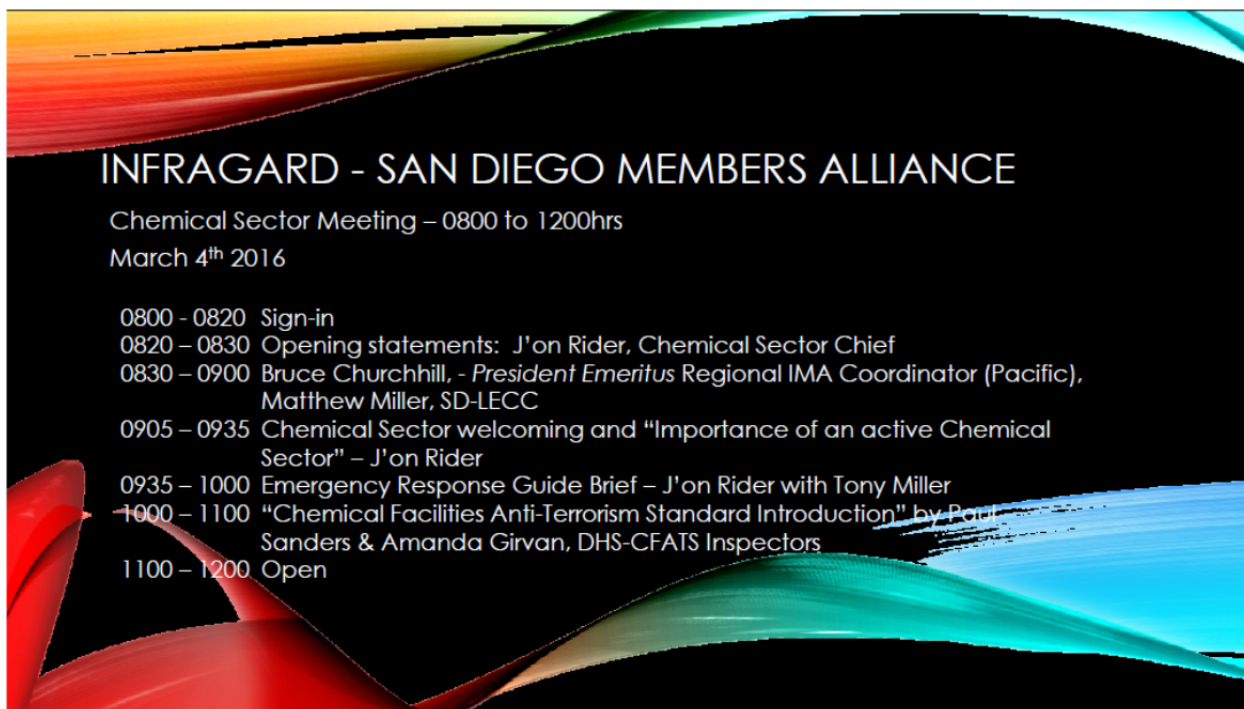 INFRAGARD - SAN DIEGO MEMBERS ALLIANCE
Chemical Sector Meeting – 0800 to 1200hrs
March 4th 2016
0800 - 0820 Sign-in
0820 – 0830 Opening statements: J'on Rider, Chemical Sector Chief
0830 – 0900 Bruce Churchhill, - President Emeritus Regional IMA Coordinator (Pacific),
Matthew Miller, SD-LECC
0905 – 0935 Chemical Sector welcoming and “Importance of an active Chemical
Sector” – J'on Rider
0935 – 1000 Emergency Response Guide Brief – J'on Rider with Tony Miller
1000 – 1100 “Chemical Facilities Anti-Terrorism Standard Introduction” by Paul
Sanders & Amanda Girvan, DHS-CFATS Inspectors
1100 – 1200 Open